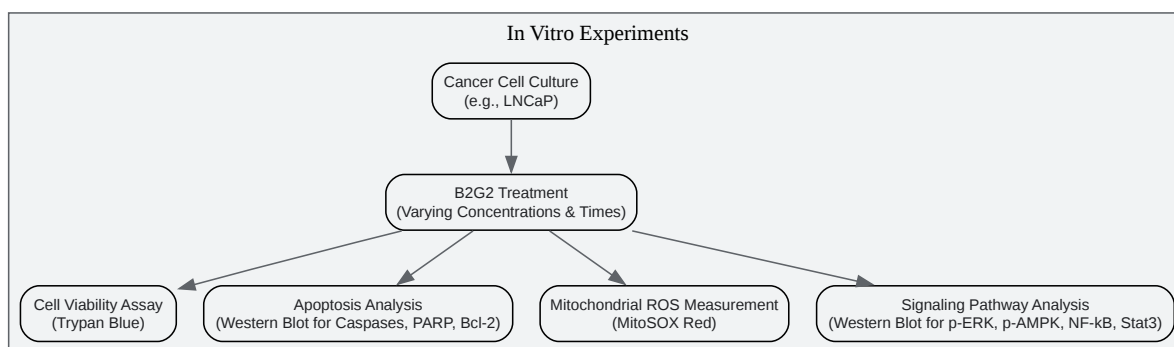 In Vitro Experiments
Cancer Cell Culture
(e.g., LNCaP)
B2G2 Treatment
(Varying Concentrations & Times)
Cell Viability Assay
(Trypan Blue)
Apoptosis Analysis
(Western Blot for Caspases, PARP, Bcl-2)
Mitochondrial ROS Measurement
(MitoSOX Red)
Signaling Pathway Analysis
(Western Blot for p-ERK, p-AMPK, NF-kB, Stat3)